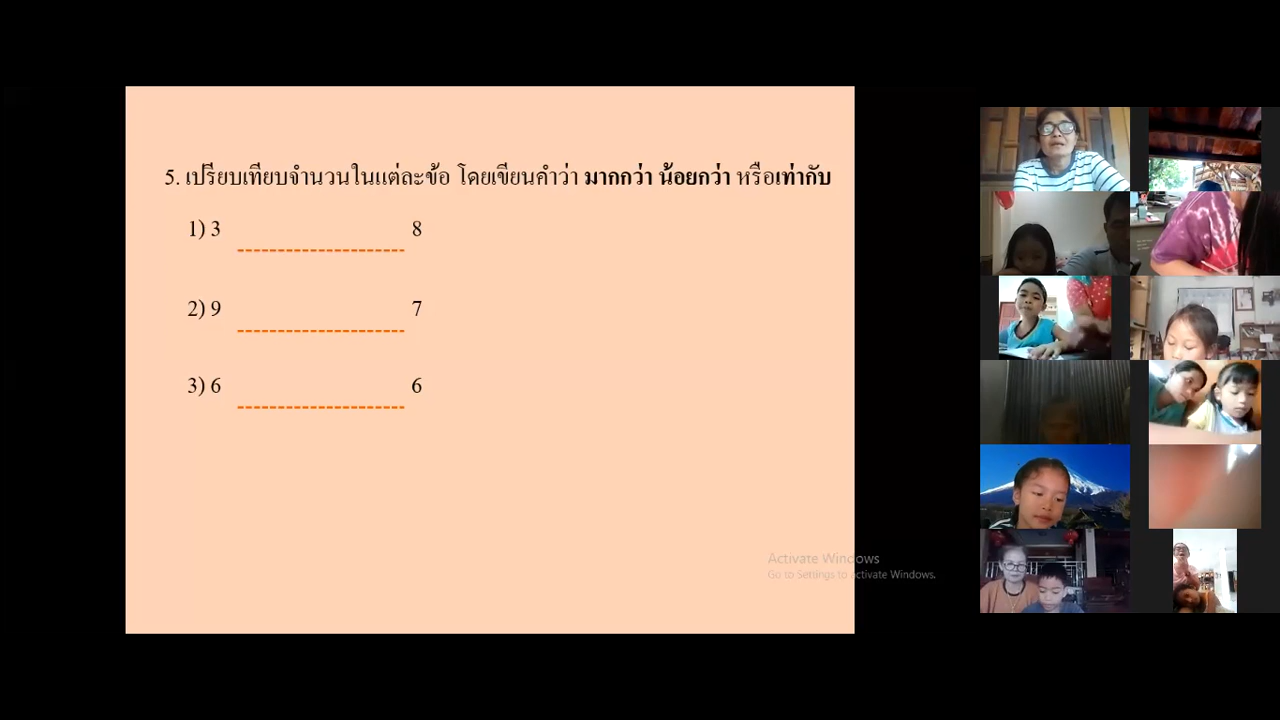 5. เปรียบเทียบจำนวนในแต่ละข้อ โดยเขียนคำว่า มากกว่า น้อยกว่า หรือเท่ากับ
1) 3 -------------------- 8
2) 9 -------------------- 7
3) 6 -------------------- 6
Activate Windows
Go to Settings to activate Windows.